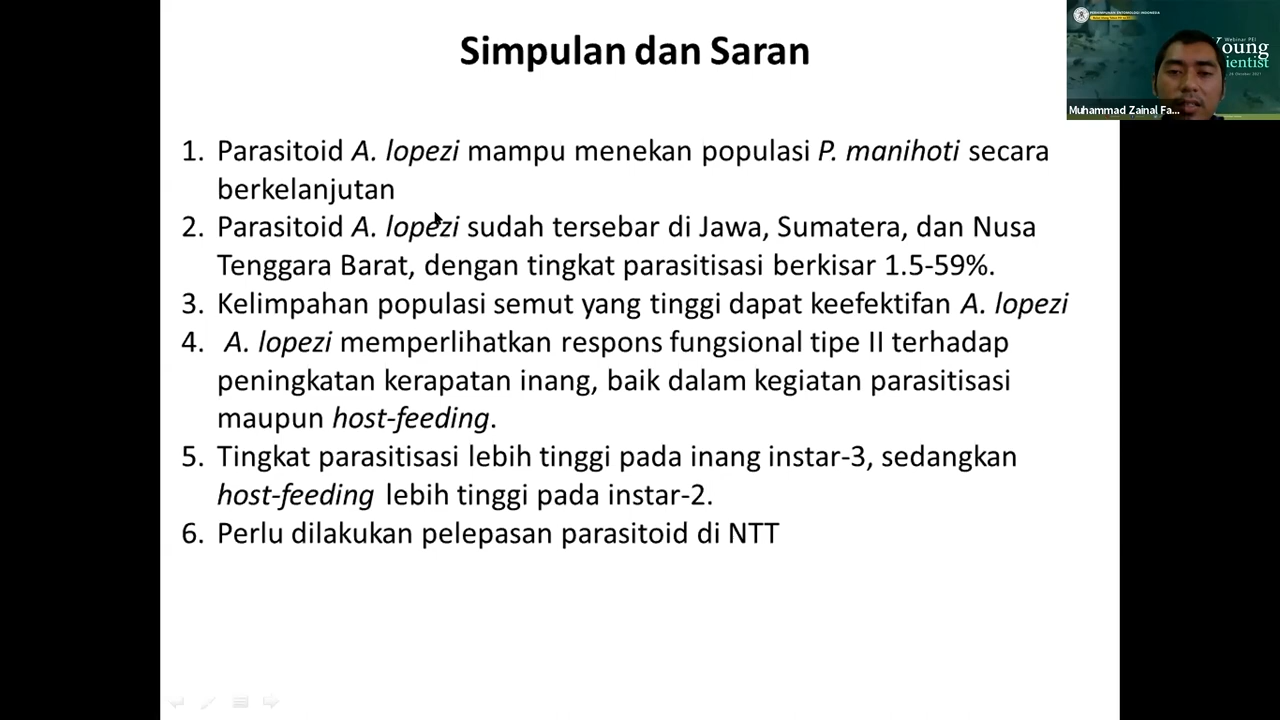 Simpulan dan Saran
1. Parasitoid A. lopezi mampu menekan populasi P. manihoti secara
berkelanjutan
2. Parasitoid A. lopezi sudah tersebar di Jawa, Sumatera, dan Nusa
Tenggara Barat, dengan tingkat parasitisasi berkisar 1.5-59%.
3. Kelimpahan populasi semut yang tinggi dapat keefektifan A. lopezi
4. A. lopezi memperlihatkan respons fungsional tipe II terhadap
peningkatan kerapatan inang, baik dalam kegiatan parasitisasi
maupun host-feeding.
5. Tingkat parasitisasi lebih tinggi pada inang instar-3, sedangkan
host-feeding lebih tinggi pada instar-2.
6. Perlu dilakukan pelepasan parasitoid di NTT
PERHIMPUNAN ENTOMOLOGI INDONESIA
Webinar PEI
Young
Muhammad Zainal Fa...